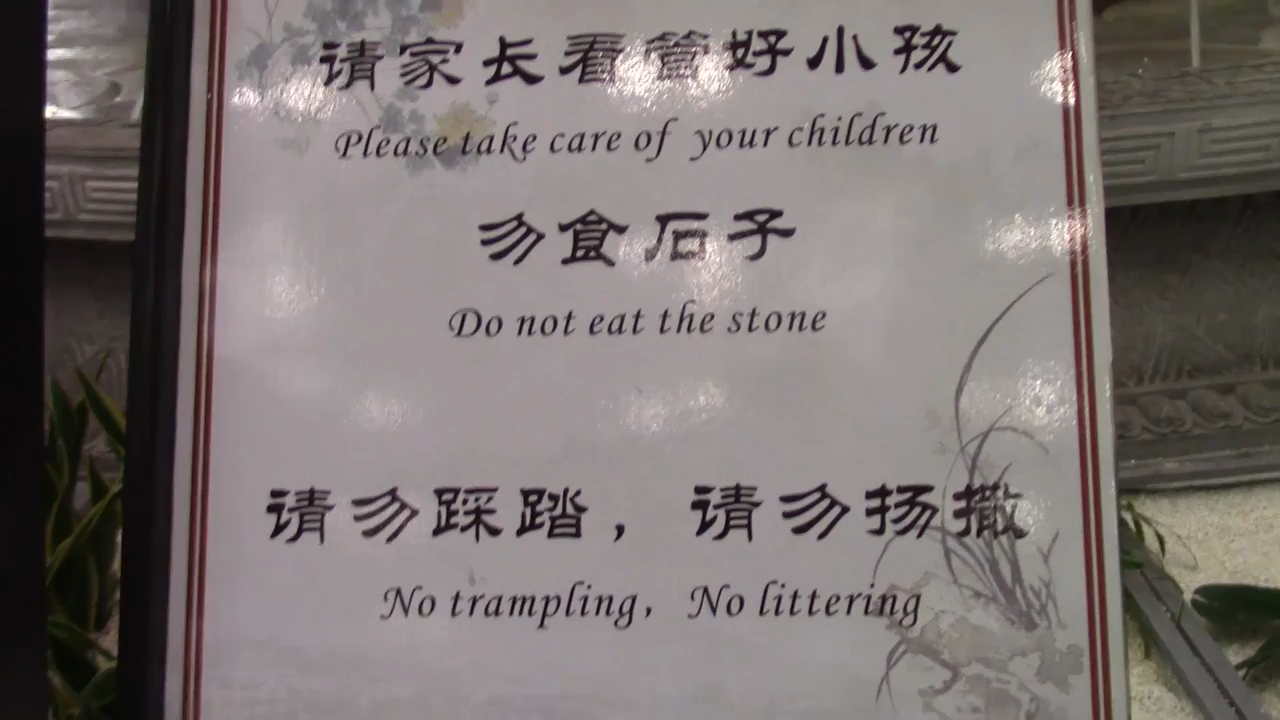 请家长看管好小孩
Please take care of your children
勿食石子
Do not eat the stone
请勿踩踏，请勿扬撒
No trampling, No littering